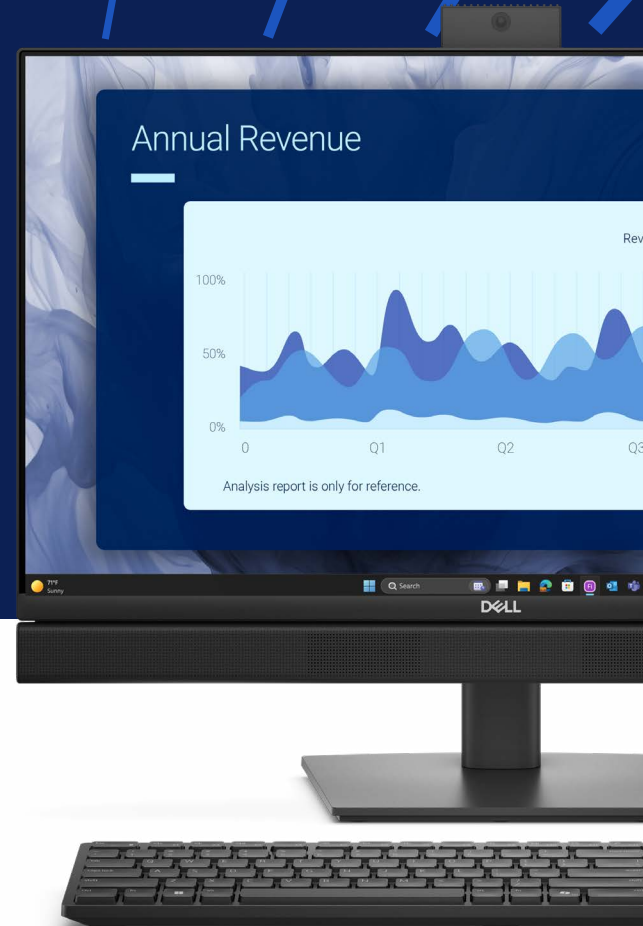 Annual Revenue
Rev
100%
50%
0%
0 Q1 Q2 Q3
Analysis report is only for reference.
71°F
Sunny
Search
DELL